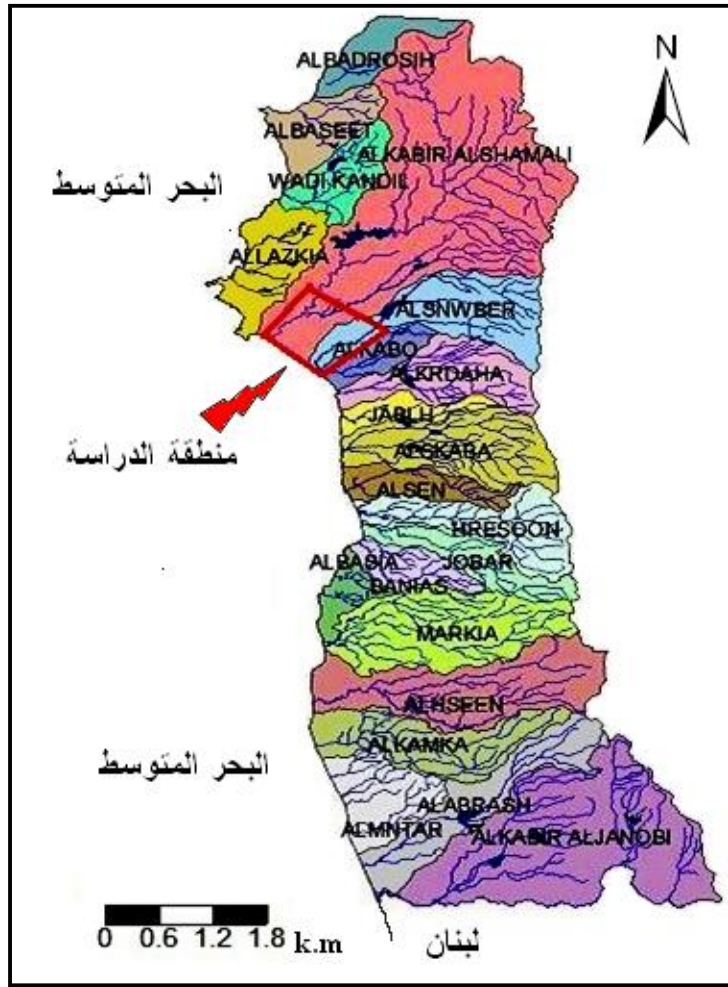 N
ALBADROSIH
ALBASEET
ALKABIR ALSHAMALI
WADI KANDIL
البحر المتوسط
ALLAZKIA
ALSNWBER
ALKABO
ALKRDAHA
JABLH
منطقة الدراسة
ALSKABA
ALSEN
HRESOON
ALBASIA
JOBAR
BANIAS
MARKIA
ALHSEEN
ALKAMKA
البحر المتوسط
ALABRASH
ALMNTAR
ALKABIR ALJANOBI
0 0.6 1.2 1.8 k.m
لبنان